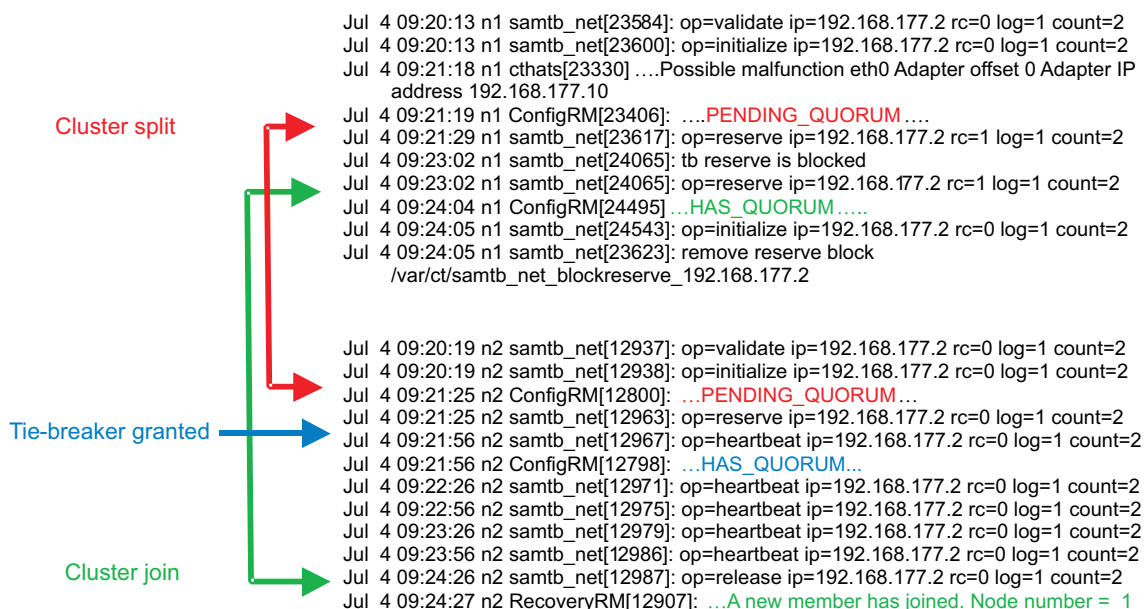 Jul 4 09:20:13 n1 samtb_net[23584]: op=validate ip=192.168.177.2 rc=0 log=1 count=2
Jul 4 09:20:13 n1 samtb_net[23600]: op=initialize ip=192.168.177.2 rc=0 log=1 count=2
Jul 4 09:21:18 n1 cthats[23330] ....Possible malfunction eth0 Adapter offset 0 Adapter IP
address 192.168.177.10
Cluster split
Jul 4 09:21:19 n1 ConfigRM[23406]: ....PENDING_QUORUM ....
Jul 4 09:21:29 n1 samtb_net[23617]: op=reserve ip=192.168.177.2 rc=1 log=1 count=2
Jul 4 09:23:02 n1 samtb_net[24065]: tb reserve is blocked
Jul 4 09:23:02 n1 samtb_net[24065]: op=reserve ip=192.168.177.2 rc=1 log=1 count=2
Jul 4 09:24:04 n1 ConfigRM[24495] ...HAS_QUORUM .....
Jul 4 09:24:05 n1 samtb_net[24543]: op=initialize ip=192.168.177.2 rc=0 log=1 count=2
Jul 4 09:24:05 n1 samtb_net[23623]: remove reserve block
/var/ct/samtb_net_blockreserve_192.168.177.2
Jul 4 09:20:19 n2 samtb_net[12937]: op=validate ip=192.168.177.2 rc=0 log=1 count=2
Jul 4 09:20:19 n2 samtb_net[12938]: op=initialize ip=192.168.177.2 rc=0 log=1 count=2
Jul 4 09:21:25 n2 ConfigRM[12800]: ...PENDING_QUORUM...
Jul 4 09:21:25 n2 samtb_net[12963]: op=reserve ip=192.168.177.2 rc=0 log=1 count=2
Tie-breaker granted
Jul 4 09:21:56 n2 samtb_net[12967]: op=heartbeat ip=192.168.177.2 rc=0 log=1 count=2
Jul 4 09:21:56 n2 ConfigRM[12798]: ...HAS_QUORUM...
Jul 4 09:22:26 n2 samtb_net[12971]: op=heartbeat ip=192.168.177.2 rc=0 log=1 count=2
Jul 4 09:22:56 n2 samtb_net[12975]: op=heartbeat ip=192.168.177.2 rc=0 log=1 count=2
Jul 4 09:23:26 n2 samtb_net[12979]: op=heartbeat ip=192.168.177.2 rc=0 log=1 count=2
Jul 4 09:23:56 n2 samtb_net[12986]: op=heartbeat ip=192.168.177.2 rc=0 log=1 count=2
Cluster join
Jul 4 09:24:26 n2 samtb_net[12987]: op=release ip=192.168.177.2 rc=0 log=1 count=2
Jul 4 09:24:27 n2 RecoveryRM[12907]: ...A new member has joined. Node number = 1